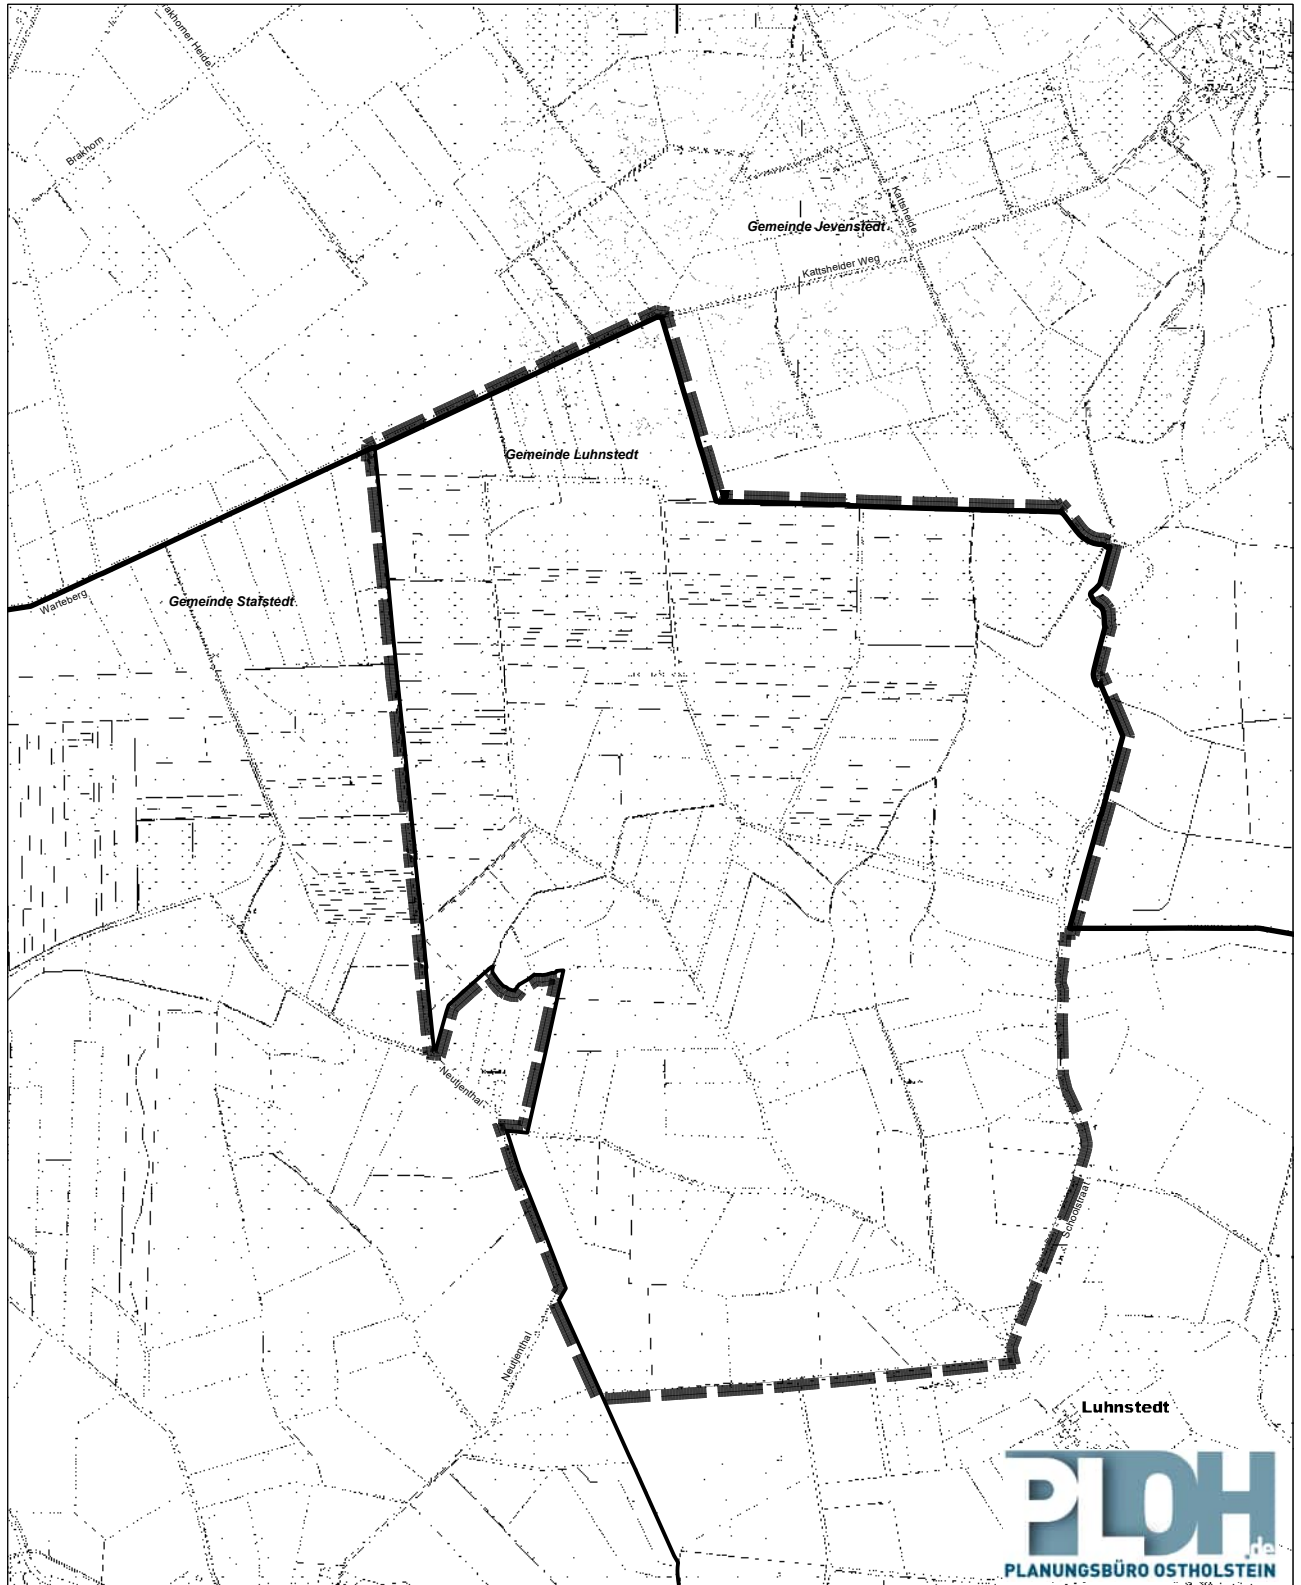 Brakhorner Heide
Brakhorn
Kattsheide
Gemeinde Jevenstedt
Kattsheider Weg
Gemeinde Luhnstedt
Warteberg
Gemeinde Stafstedt
Neutjenthal
Schoolstraat
Neutjenthal
Luhnstedt
PLOH
.de
PLANUNGSBÜRO OSTHOLSTEIN